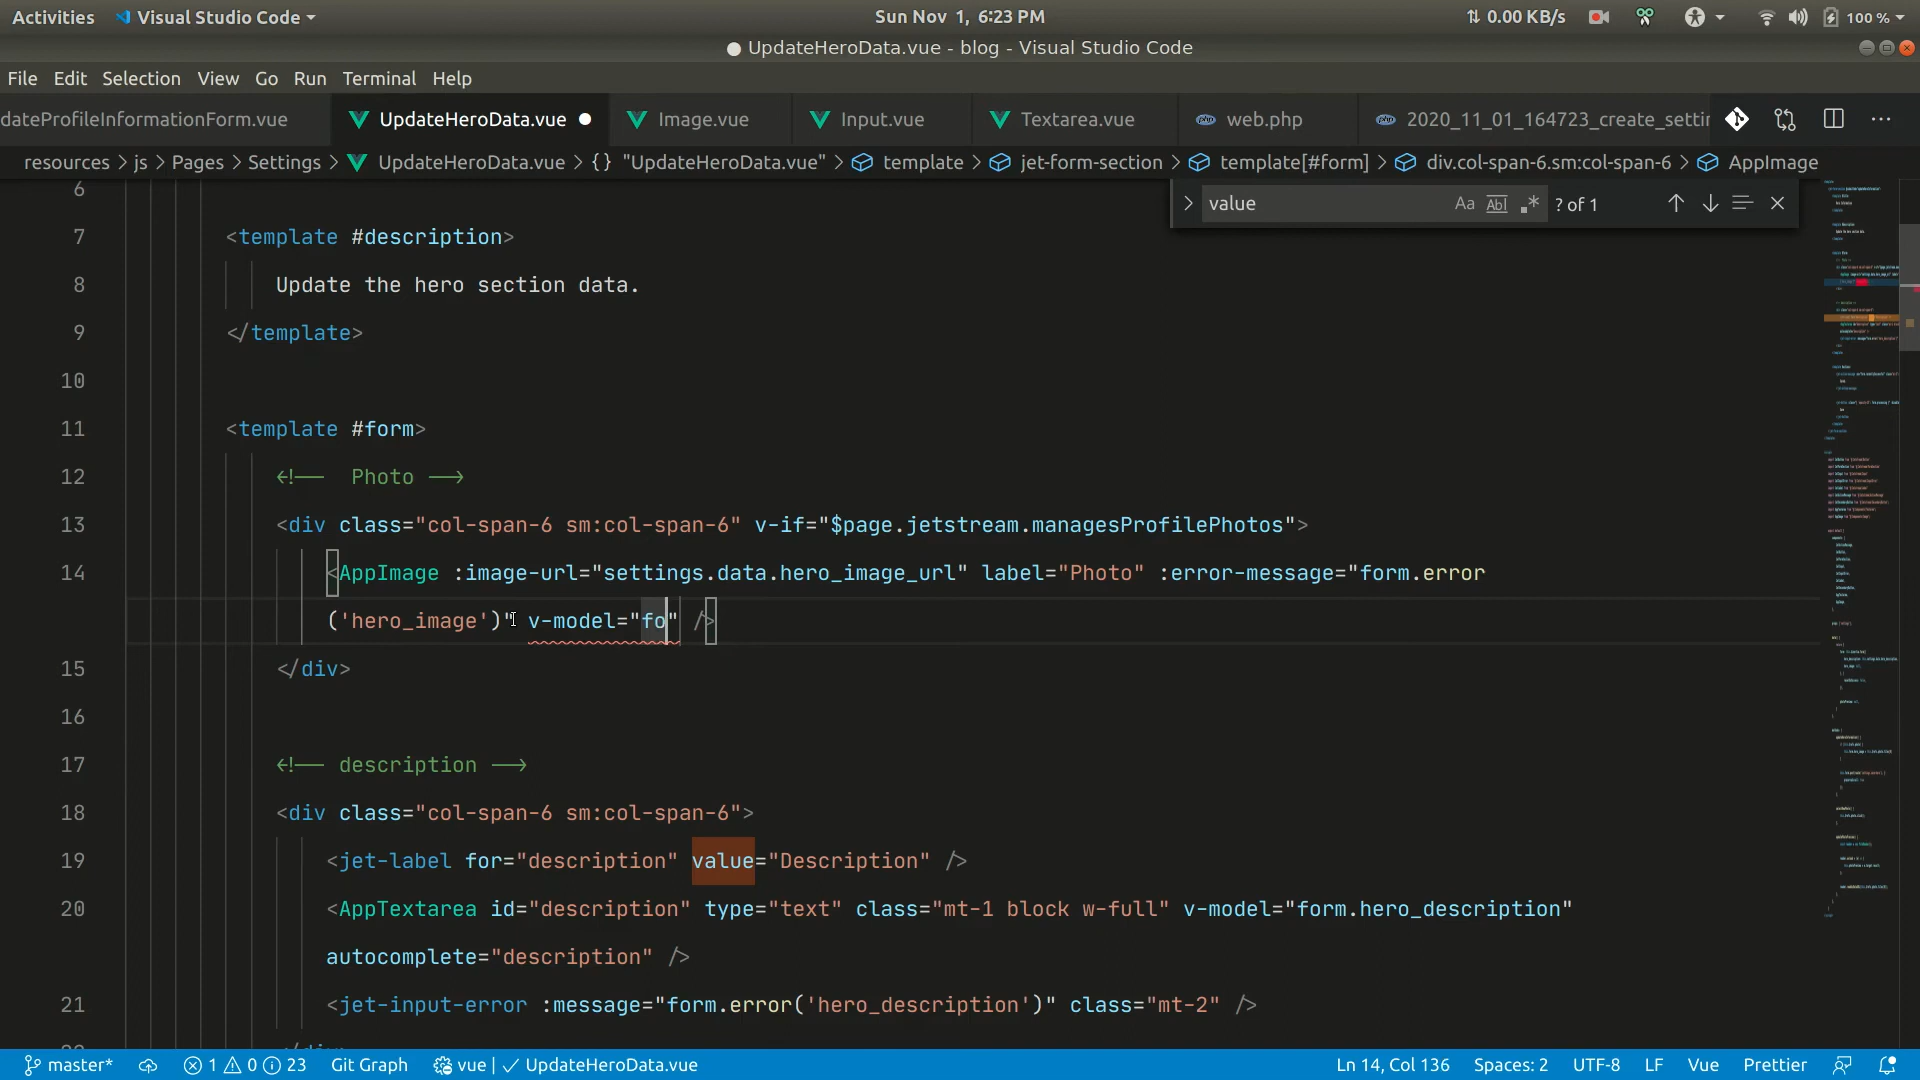 Activities Visual Studio Code Sun Nov 1, 6:23 PM 0.00 KB/s 100 %
● UpdateHeroData.vue - blog - Visual Studio Code
File Edit Selection View Go Run Terminal Help
dateProfileInformationForm.vue UpdateHeroData.vue ● Image.vue Input.vue Textarea.vue web.php 2020_11_01_164723_create_settir
resources > js > Pages > Settings > UpdateHeroData.vue > {} "UpdateHeroData.vue" > template > jet-form-section > template[#form] > div.col-span-6.sm:col-span-6 > AppImage
value Aa Abl .* ? of 1
6
7 <template #description>
8 Update the hero section data.
9 </template>
10
11 <template #form>
12 <!-- Photo -->
13 <div class="col-span-6 sm:col-span-6" v-if="$page.jetstream.managesProfilePhotos">
14 <AppImage :image-url="settings.data.hero_image_url" label="Photo" :error-message="form.error
('hero_image')" v-model="fo" />
15 </div>
16
17 <!-- description -->
18 <div class="col-span-6 sm:col-span-6">
19 <jet-label for="description" value="Description" />
20 <AppTextarea id="description" type="text" class="mt-1 block w-full" v-model="form.hero_description"
autocomplete="description" />
21 <jet-input-error :message="form.error('hero_description')" class="mt-2" />
master* 1 0 23 Git Graph vue | ✓ UpdateHeroData.vue Ln 14, Col 136 Spaces: 2 UTF-8 LF Vue Prettier